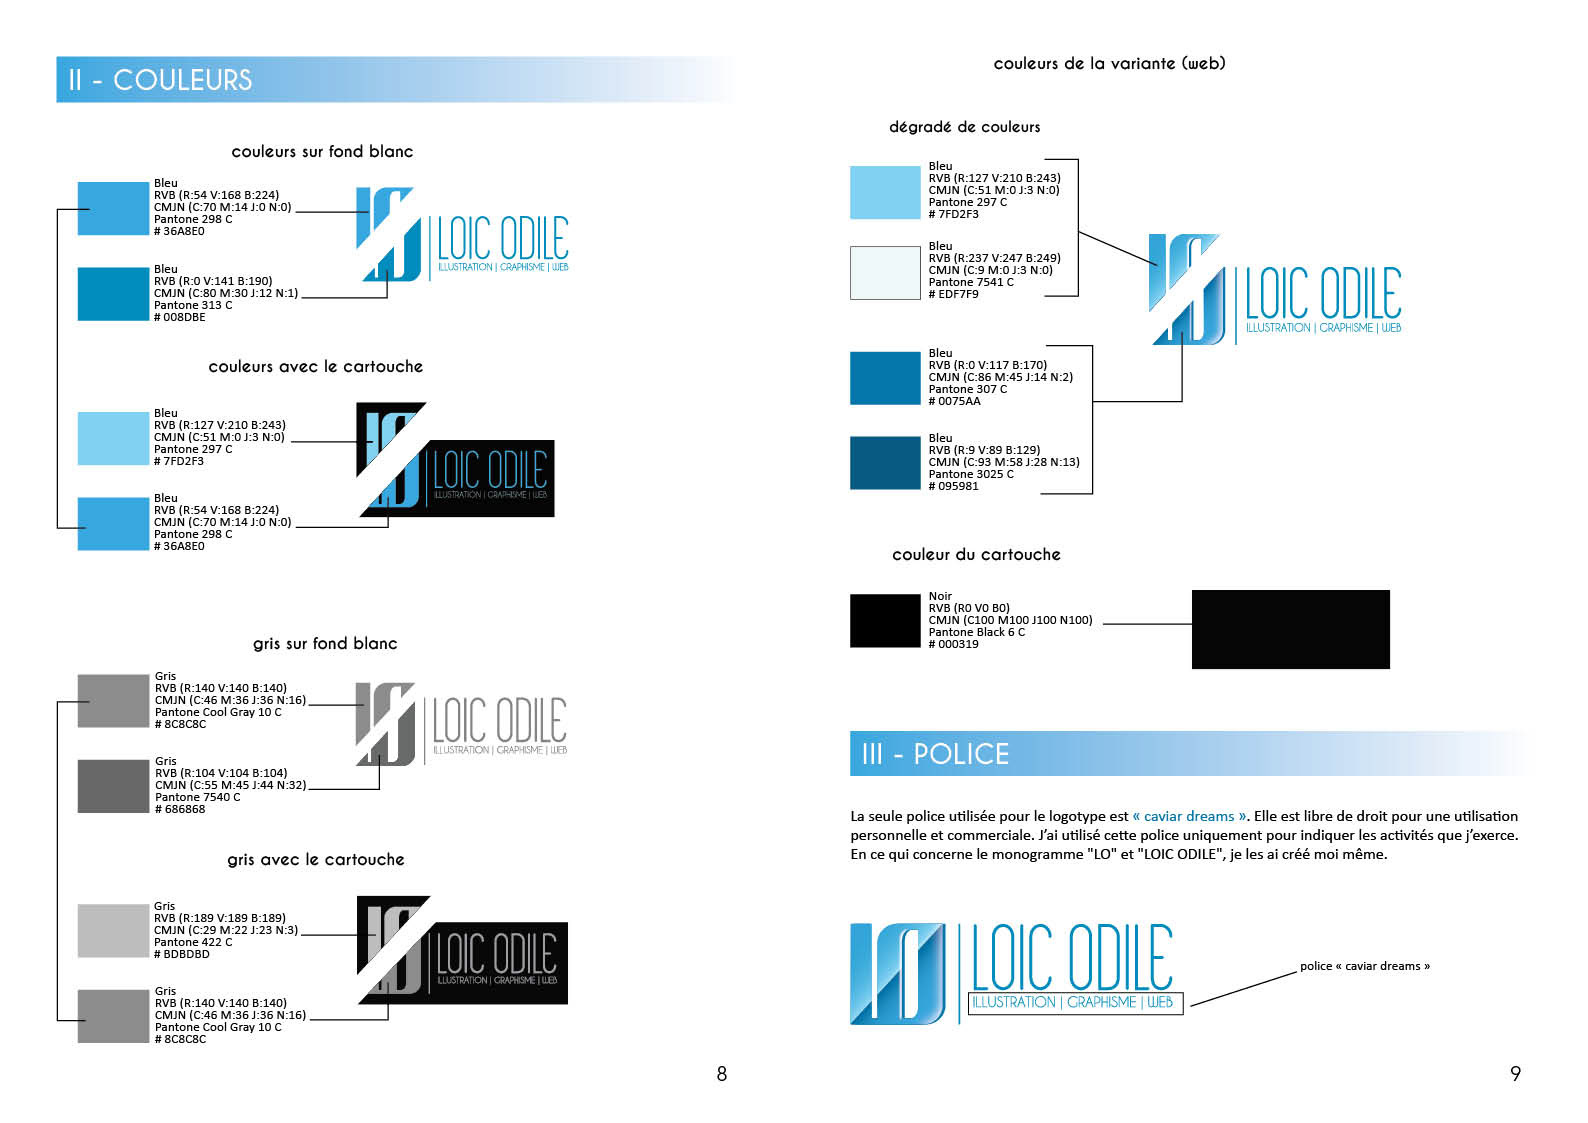 II - COULEURS
couleurs sur fond blanc
Bleu
RVB (R:54 V:168 B:224)
CMJN (C:70 M:14 J:0 N:0)
Pantone 298 C
# 36A8E0
LOIC ODILE
ILLUSTRATION | GRAPHISME | WEB
Bleu
RVB (R:0 V:141 B:190)
CMJN (C:80 M:30 J:12 N:1)
Pantone 313 C
# 008DBE
couleurs avec le cartouche
Bleu
RVB (R:127 V:210 B:243)
CMJN (C:51 M:0 J:3 N:0)
Pantone 297 C
# 7FD2F3
LOIC ODILE
ILLUSTRATION | GRAPHISME | WEB
Bleu
RVB (R:54 V:168 B:224)
CMJN (C:70 M:14 J:0 N:0)
Pantone 298 C
# 36A8E0
gris sur fond blanc
Gris
RVB (R:140 V:140 B:140)
CMJN (C:46 M:36 J:36 N:16)
Pantone Cool Gray 10 C
# 8C8C8C
LOIC ODILE
ILLUSTRATION | GRAPHISME | WEB
Gris
RVB (R:104 V:104 B:104)
CMJN (C:55 M:45 J:44 N:32)
Pantone 7540 C
# 686868
gris avec le cartouche
Gris
RVB (R:189 V:189 B:189)
CMJN (C:29 M:22 J:23 N:3)
Pantone 422 C
# BDBDBD
LOIC ODILE
ILLUSTRATION | GRAPHISME | WEB
Gris
RVB (R:140 V:140 B:140)
CMJN (C:46 M:36 J:36 N:16)
Pantone Cool Gray 10 C
# 8C8C8C
8
couleurs de la variante (web)
dégradé de couleurs
Bleu
RVB (R:127 V:210 B:243)
CMJN (C:51 M:0 J:3 N:0)
Pantone 297 C
# 7FD2F3
Bleu
RVB (R:237 V:247 B:249)
CMJN (C:9 M:0 J:3 N:0)
Pantone 7541 C
# EDF7F9
LOIC ODILE
ILLUSTRATION | GRAPHISME | WEB
Bleu
RVB (R:0 V:117 B:170)
CMJN (C:86 M:45 J:14 N:2)
Pantone 307 C
# 0075AA
Bleu
RVB (R:9 V:89 B:129)
CMJN (C:93 M:58 J:28 N:13)
Pantone 3025 C
# 095981
couleur du cartouche
Noir
RVB (R0 V0 B0)
CMJN (C100 M100 J100 N100)
Pantone Black 6 C
# 000319
III - POLICE
La seule police utilisée pour le logotype est « caviar dreams ». Elle est libre de droit pour une utilisation
personnelle et commerciale. J’ai utilisé cette police uniquement pour indiquer les activités que j’exerce.
En ce qui concerne le monogramme "LO" et "LOIC ODILE", je les ai créé moi même.
LOIC ODILE
ILLUSTRATION | GRAPHISME | WEB
police « caviar dreams »
9